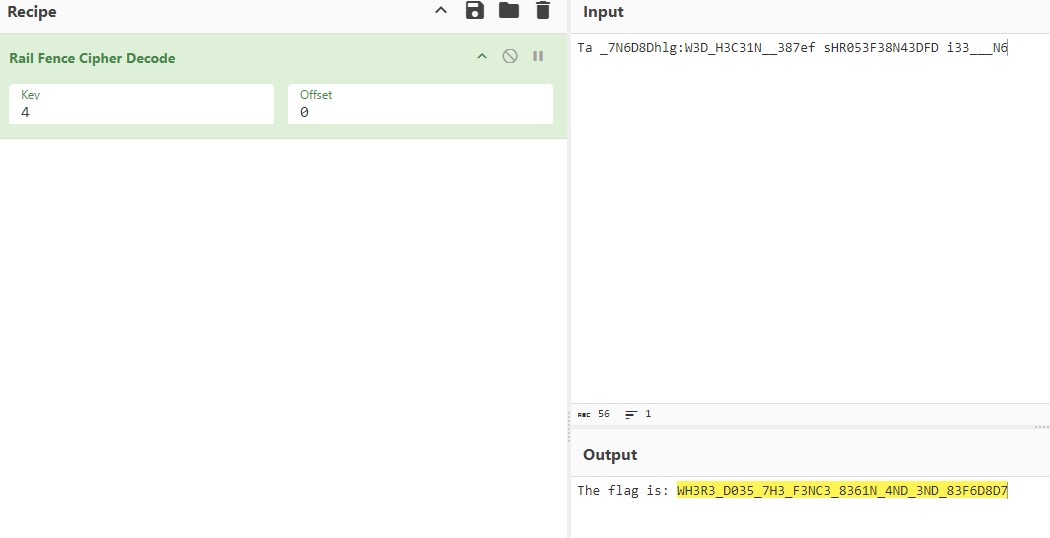 Recipe
Input
Rail Fence Cipher Decode
Key
4
Offset
0
Ta _7N6D8Dhlg:W3D_H3C31N__387ef sHR053F38N43DFD i33___N6
ABC 56 1
Output
The flag is: WH3R3_D035_7H3_F3NC3_8361N_4ND_3ND_83F6D8D7